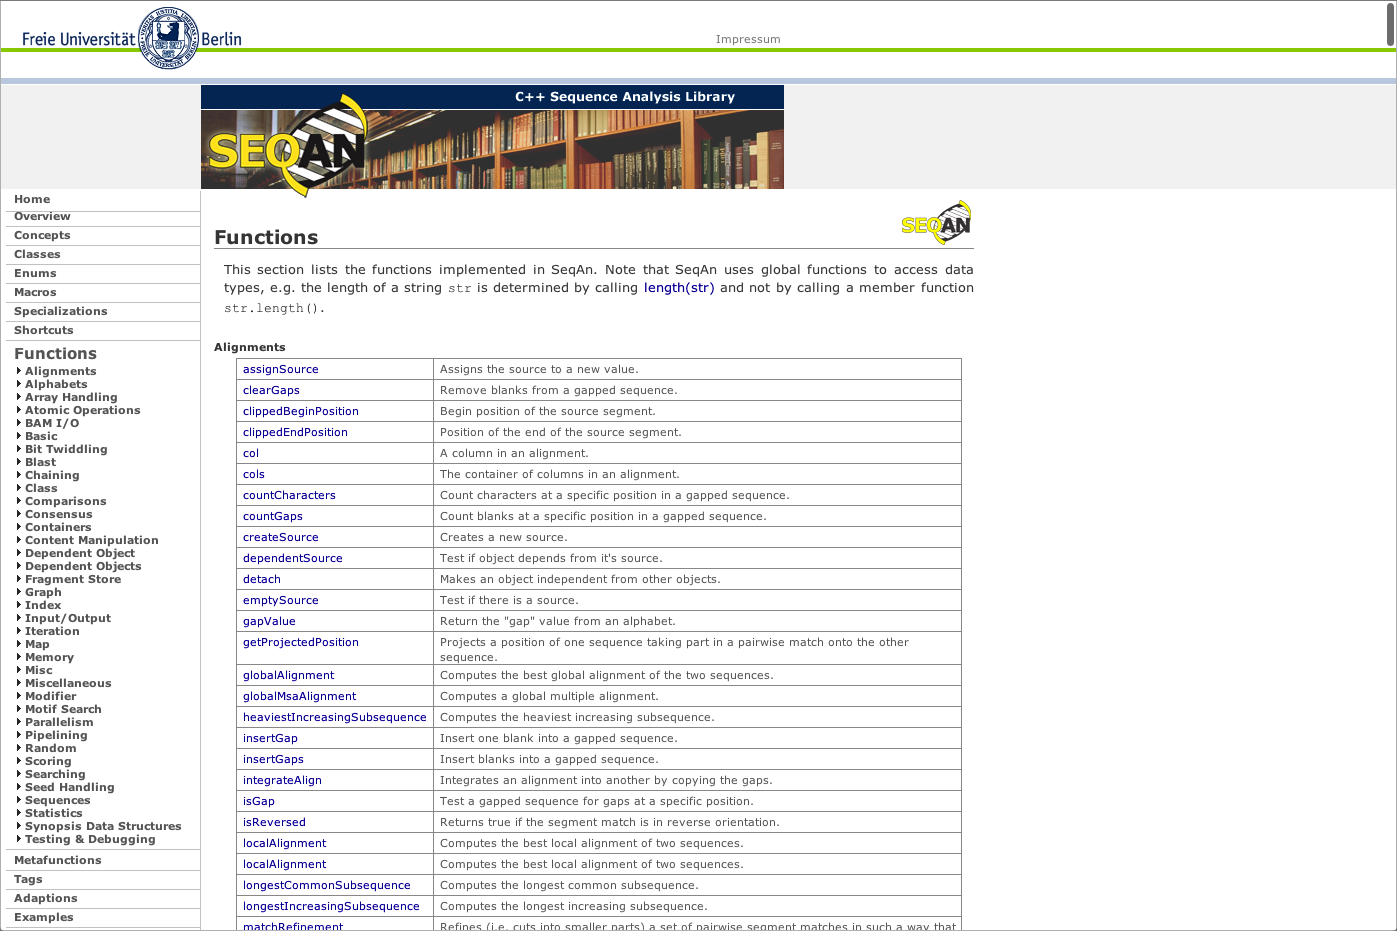 Freie Universität Berlin
Impressum
C++ Sequence Analysis Library
SEQAN
Home
Overview
Concepts
Classes
Enums
Macros
Specializations
Shortcuts
Functions
Alignments
Alphabets
Array Handling
Atomic Operations
BAM I/O
Basic
Bit Twiddling
Blast
Chaining
Class
Comparisons
Consensus
Containers
Content Manipulation
Dependent Object
Dependent Objects
Fragment Store
Graph
Index
Input/Output
Iteration
Map
Memory
Misc
Miscellaneous
Modifier
Motif Search
Parallelism
Pipelining
Random
Scoring
Searching
Seed Handling
Sequences
Statistics
Synopsis Data Structures
Testing & Debugging
Metafunctions
Tags
Adaptions
Examples
SEQAN
Functions
This section lists the functions implemented in SeqAn. Note that SeqAn uses global functions to access data
types, e.g. the length of a string str is determined by calling length(str) and not by calling a member function
str.length().
Alignments
assignSource Assigns the source to a new value.
clearGaps Remove blanks from a gapped sequence.
clippedBeginPosition Begin position of the source segment.
clippedEndPosition Position of the end of the source segment.
col A column in an alignment.
cols The container of columns in an alignment.
countCharacters Count characters at a specific position in a gapped sequence.
countGaps Count blanks at a specific position in a gapped sequence.
createSource Creates a new source.
dependentSource Test if object depends from it's source.
detach Makes an object independent from other objects.
emptySource Test if there is a source.
gapValue Return the "gap" value from an alphabet.
getProjectedPosition Projects a position of one sequence taking part in a pairwise match onto the other
sequence.
globalAlignment Computes the best global alignment of the two sequences.
globalMsaAlignment Computes a global multiple alignment.
heaviestIncreasingSubsequence Computes the heaviest increasing subsequence.
insertGap Insert one blank into a gapped sequence.
insertGaps Insert blanks into a gapped sequence.
integrateAlign Integrates an alignment into another by copying the gaps.
isGap Test a gapped sequence for gaps at a specific position.
isReversed Returns true if the segment match is in reverse orientation.
localAlignment Computes the best local alignment of two sequences.
localAlignment Computes the best local alignment of two sequences.
longestCommonSubsequence Computes the longest common subsequence.
longestIncreasingSubsequence Computes the longest increasing subsequence.
matchRefinement Refines (i.e. cuts into smaller parts) a set of pairwise segment matches in such a way that